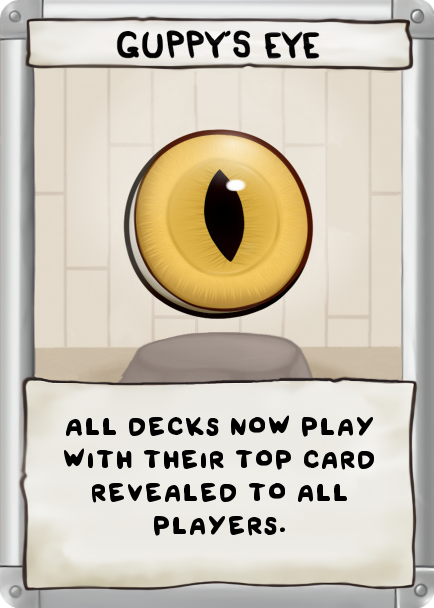 GUPPY'S EYE
ALL DECKS NOW PLAY
WITH THEIR TOP CARD
REVEALED TO ALL
PLAYERS.